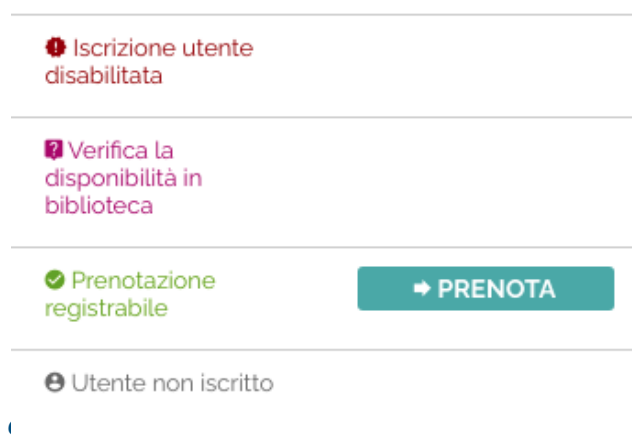 Iscrizione utente
disabilitata
Verifica la
disponibilità in
biblioteca
Prenotazione
registrabile
PRENOTA
Utente non iscritto